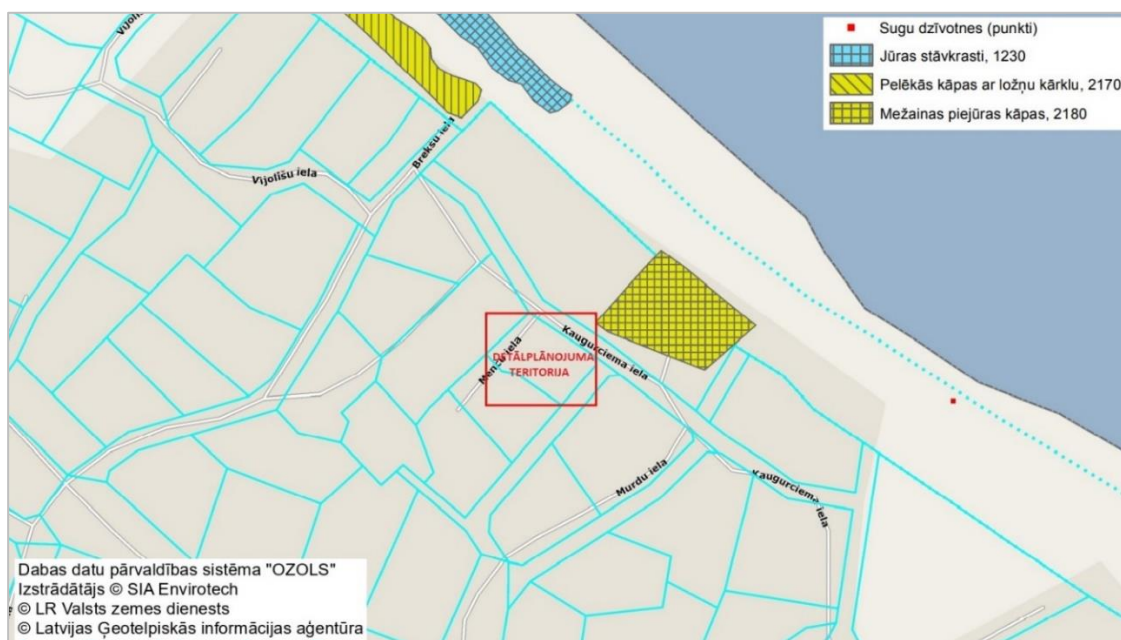 Sugu dzīvotnes (punkti)
Jūras stāvkrasti, 1230
Pelēkās kāpas ar ložņu kārklu, 2170
Mežainas piejūras kāpas, 2180
Breksu iela
Vijolīšu iela
Kaugurciema iela
DETĀLPLĀNOJUMA
TERITORIJA
Murdu iela
Kaugurciema iela
Dabas datu pārvaldības sistēma "OZOLS"
Izstrādātājs © SIA Envirotech
© LR Valsts zemes dienests
© Latvijas Ģeotelpiskās informācijas aģentūra